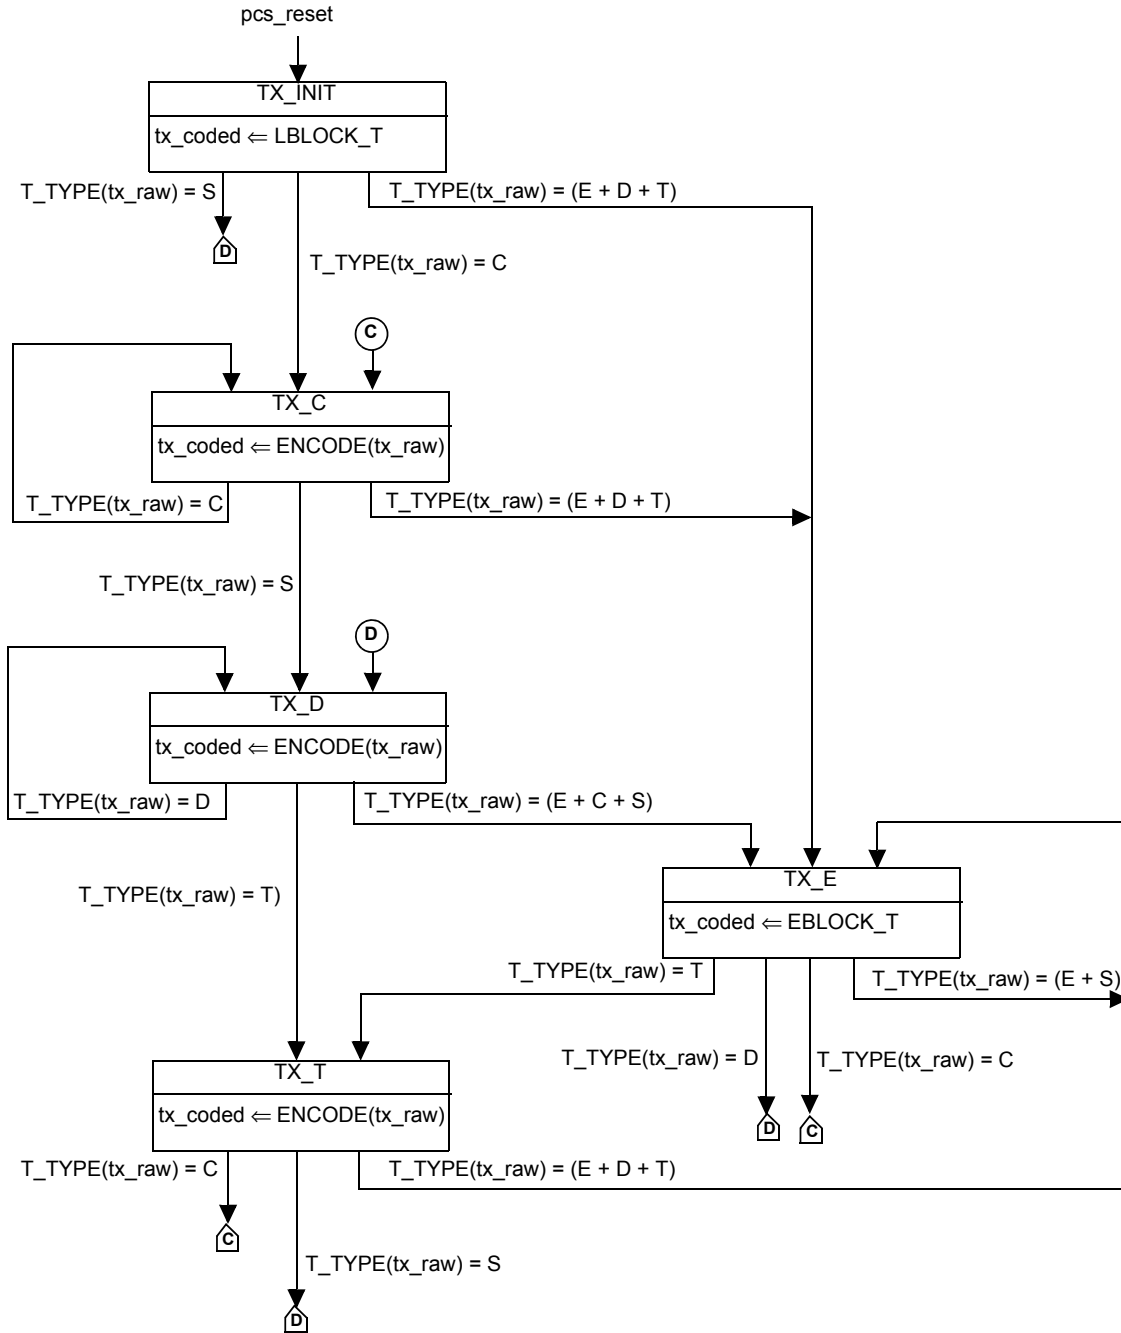 pcs_reset
TX_INIT
tx_coded ⇐ LBLOCK_T
T_TYPE(tx_raw) = S
T_TYPE(tx_raw) = (E + D + T)
D
T_TYPE(tx_raw) = C
C
TX_C
tx_coded ⇐ ENCODE(tx_raw)
T_TYPE(tx_raw) = C
T_TYPE(tx_raw) = (E + D + T)
T_TYPE(tx_raw) = S
D
TX_D
tx_coded ⇐ ENCODE(tx_raw)
T_TYPE(tx_raw) = D
T_TYPE(tx_raw) = (E + C + S)
T_TYPE(tx_raw) = T)
TX_E
tx_coded ⇐ EBLOCK_T
T_TYPE(tx_raw) = T
T_TYPE(tx_raw) = (E + S)
T_TYPE(tx_raw) = D
T_TYPE(tx_raw) = C
D
C
TX_T
tx_coded ⇐ ENCODE(tx_raw)
T_TYPE(tx_raw) = C
T_TYPE(tx_raw) = (E + D + T)
C
T_TYPE(tx_raw) = S
D